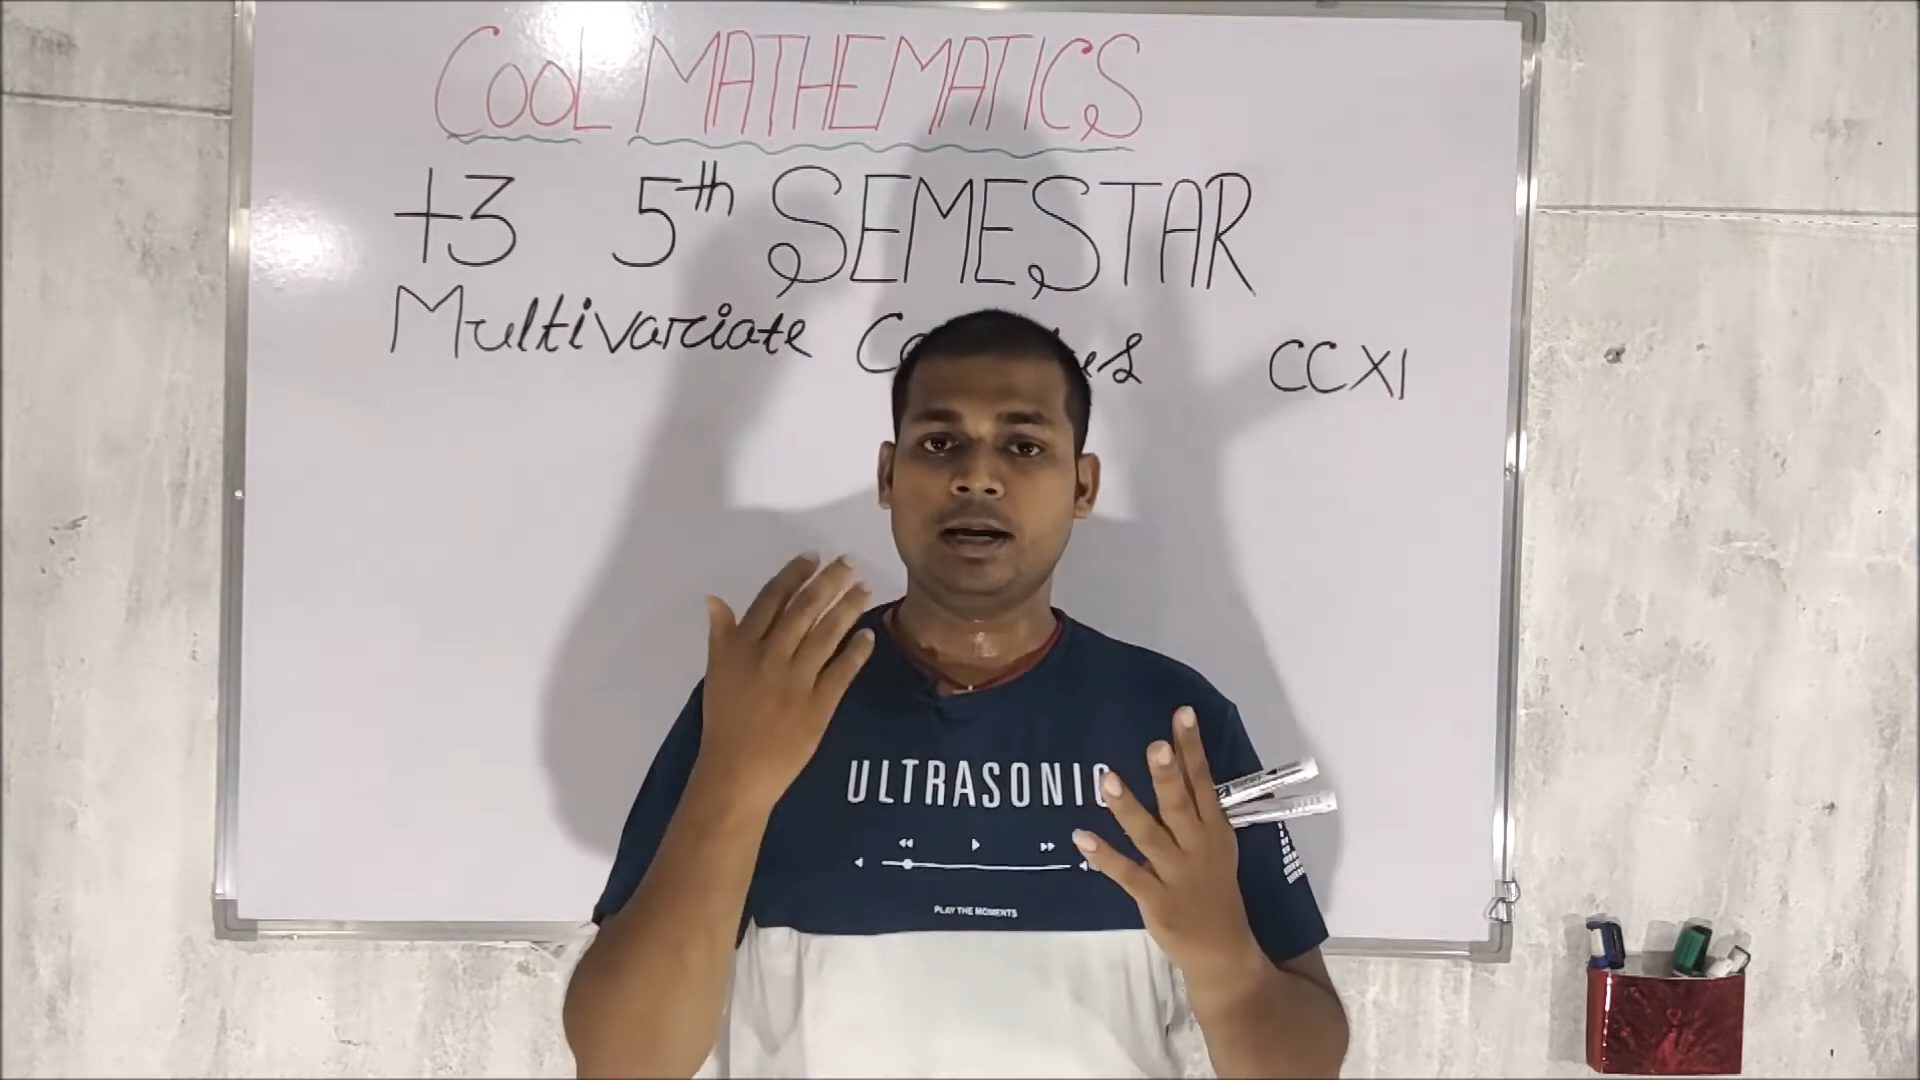 COOL MATHEMATICS
+3 5th SEMESTAR
Multivariate CCXI
ULTRASONIC
PLAY THE MOMENTS